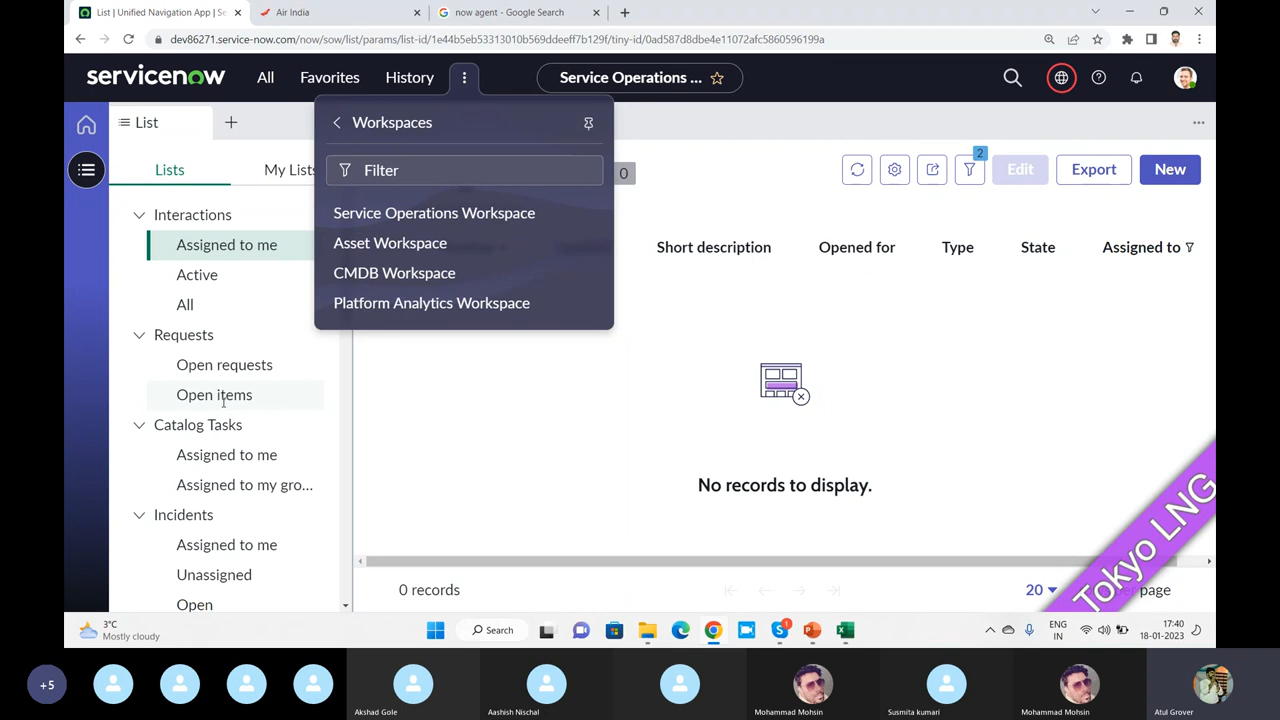 List | Unified Navigation App | Se
Air India
now agent - Google Search
dev86271.service-now.com/now/sow/list/params/list-id/1e44b5eb53313010b569ddeeff7b129f/tiny-id/0ad587d8dbe4e11072afc5860596199a
servicenow
All
Favorites
History
Service Operations ...
List
Workspaces
Lists
My Lists
Filter
0
2
Edit
Export
New
Interactions
Assigned to me
Active
All
Requests
Open requests
Open items
Catalog Tasks
Assigned to me
Assigned to my gro...
Incidents
Assigned to me
Unassigned
Open
Service Operations Workspace
Asset Workspace
CMDB Workspace
Platform Analytics Workspace
Short description
Opened for
Type
State
Assigned to
No records to display.
0 records
20
per page
Tokyo LNG
3°C
Mostly cloudy
Search
1
ENG
IN
17:40
18-01-2023
+5
Akshad Gole
Aashish Nischal
Mohammad Mohsin
Susmita kumari
Mohammad Mohsin
Atul Grover